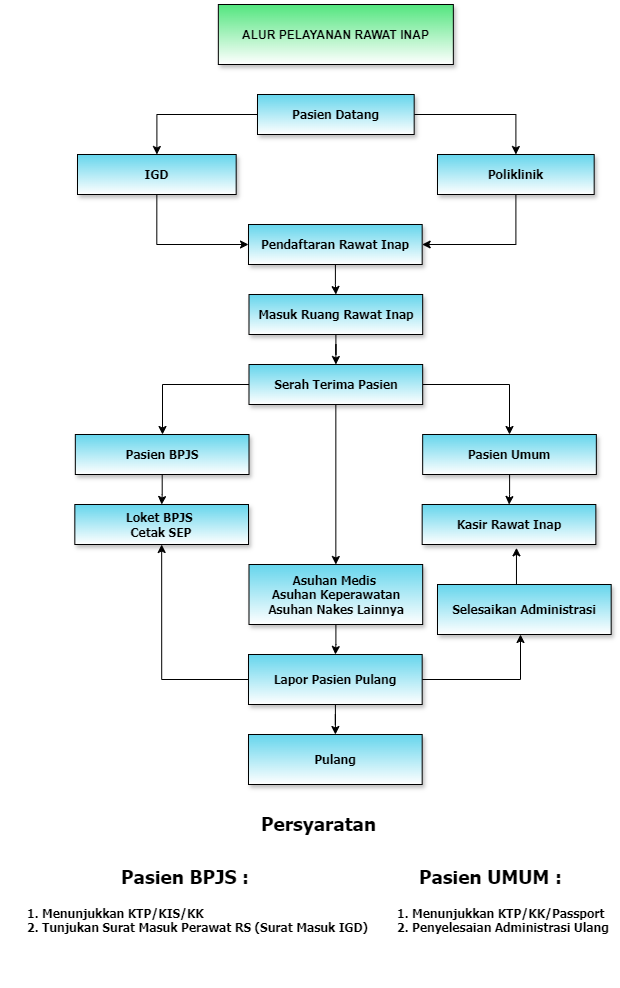 ALUR PELAYANAN RAWAT INAP
Pasien Datang
IGD
Poliklinik
Pendaftaran Rawat Inap
Masuk Ruang Rawat Inap
Serah Terima Pasien
Pasien BPJS
Pasien Umum
Loket BPJS
Cetak SEP
Kasir Rawat Inap
Asuhan Medis
Asuhan Keperawatan
Asuhan Nakes Lainnya
Selesaikan Administrasi
Lapor Pasien Pulang
Pulang
Persyaratan
Pasien BPJS :
1. Menunjukkan KTP/KIS/KK
2. Tunjukan Surat Masuk Perawat RS (Surat Masuk IGD)
Pasien UMUM :
1. Menunjukkan KTP/KK/Passport
2. Penyelesaian Administrasi Ulang